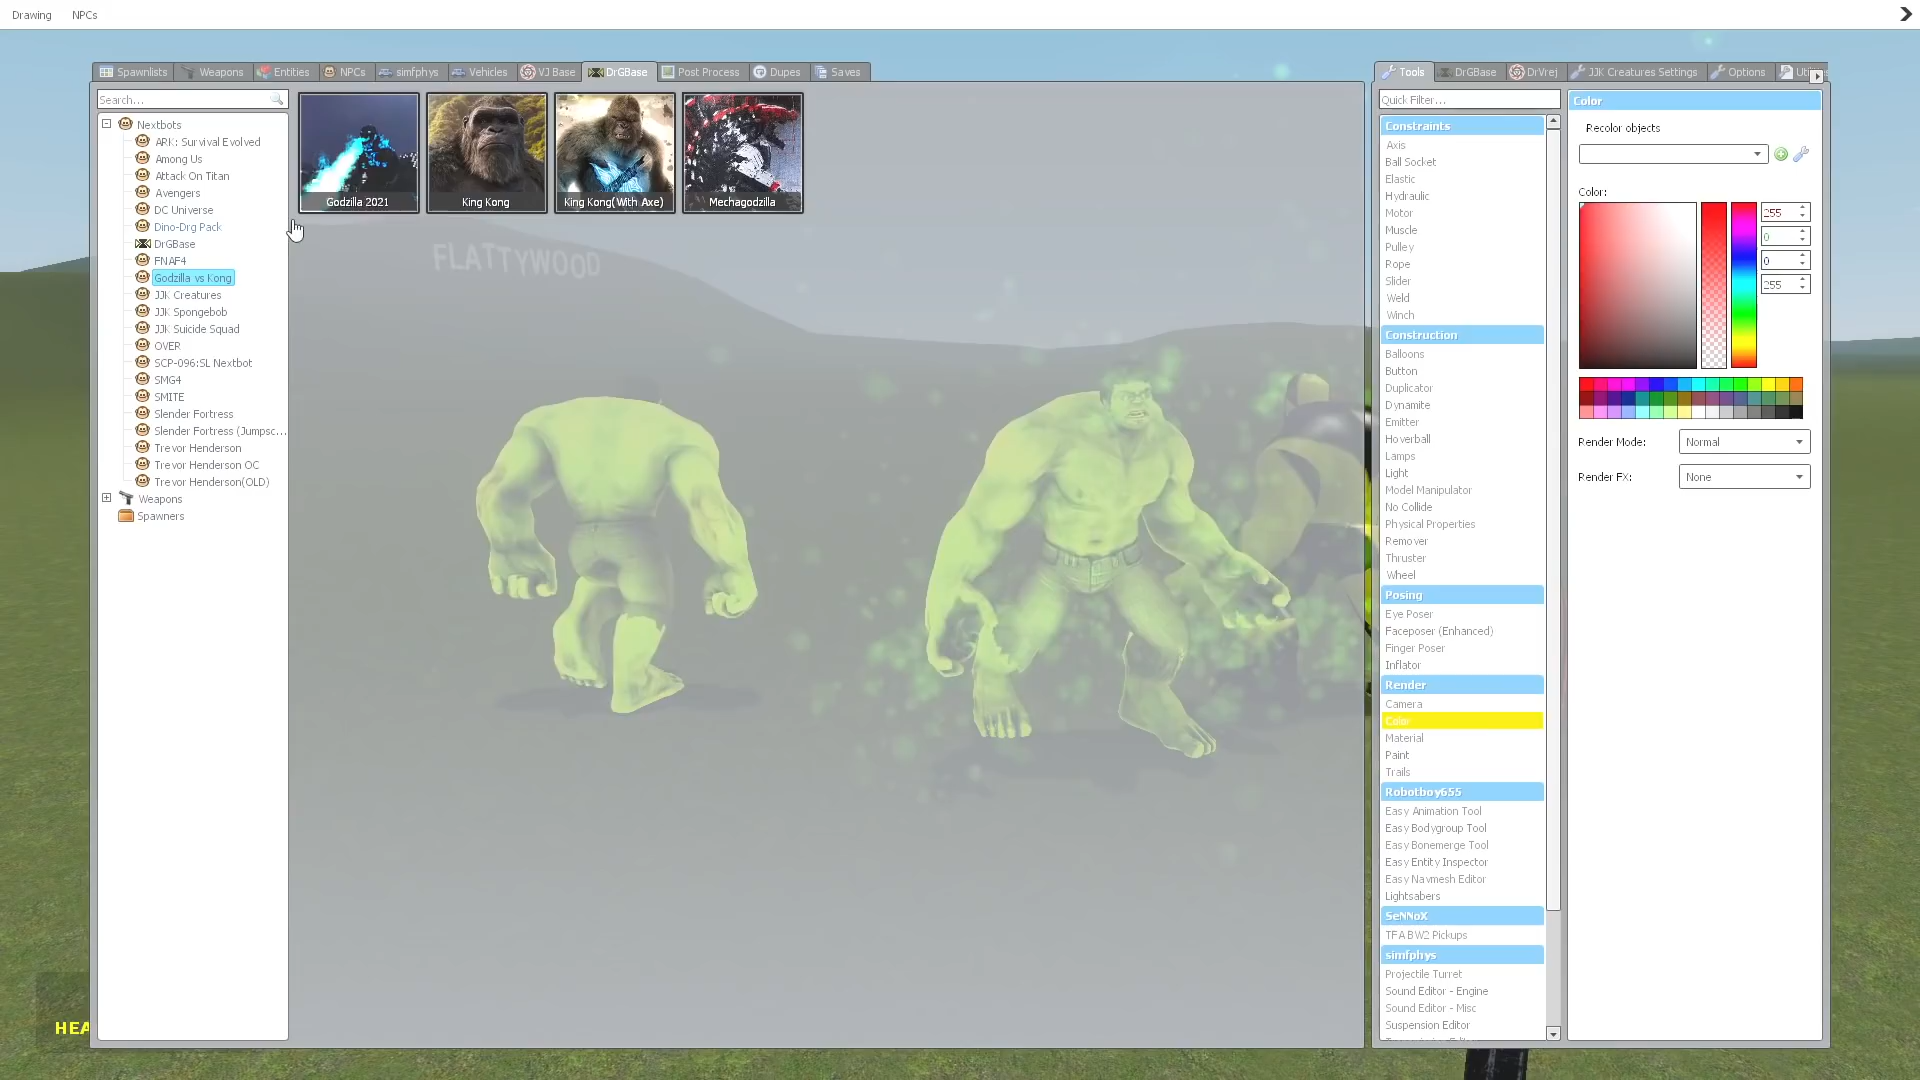 Drawing NPCs
Spawnlists Weapons Entities NPCs simfphys Vehicles VJ Base DrGBase Post Process Dupes Saves
Tools DrGBase DrVrej JJK Creatures Settings Options
Search...
Nextbots
ARK: Survival Evolved
Among Us
Attack On Titan
Avengers
DC Universe
Dino-Drg Pack
DrGBase
FNAF4
Godzilla vs Kong
JJK Creatures
JJK Spongebob
JJK Suicide Squad
OVER
SCP-096:SL Nextbot
SMG4
SMITE
Slender Fortress
Slender Fortress (Jumpsc...
Trevor Henderson
Trevor Henderson OC
Trevor Henderson(OLD)
Weapons
Spawners
Godzilla 2021
King Kong
King Kong(With Axe)
Mechagodzilla
FLATTYWOOD
HEA
Quick Filter...
Constraints
Axis
Ball Socket
Elastic
Hydraulic
Motor
Muscle
Pulley
Rope
Slider
Weld
Winch
Construction
Balloons
Button
Duplicator
Dynamite
Emitter
Hoverball
Lamps
Light
Model Manipulator
No Collide
Physical Properties
Remover
Thruster
Wheel
Posing
Eye Poser
Faceposer (Enhanced)
Finger Poser
Inflator
Render
Camera
Color
Material
Paint
Trails
Robotboy655
Easy Animation Tool
Easy Bodygroup Tool
Easy Bonemerge Tool
Easy Entity Inspector
Easy Navmesh Editor
Lightsabers
SeNNoX
TFA BW2 Pickups
simfphys
Projectile Turret
Sound Editor - Engine
Sound Editor - Misc
Suspension Editor
Color
Recolor objects
Color:
255
0
0
255
Render Mode: Normal
Render FX: None